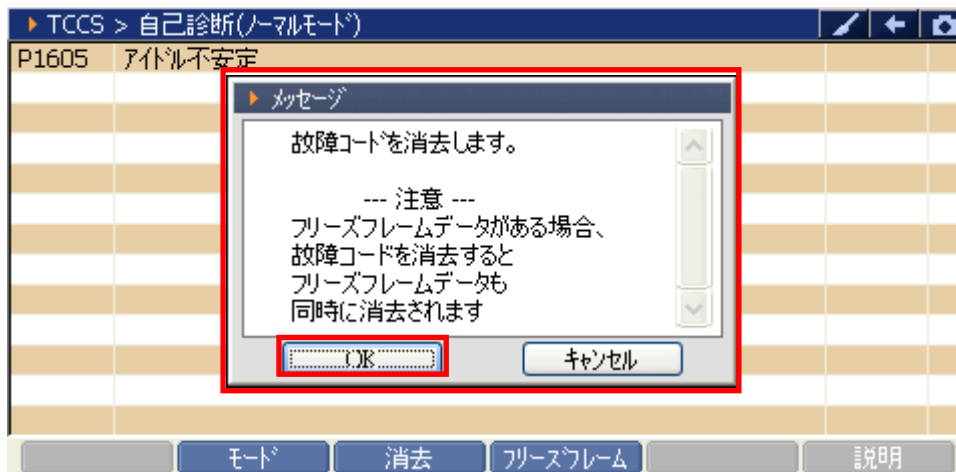 TCCS > 自己診断(ﾉｰﾏﾙﾓｰﾄﾞ)
P1605 ｱｲﾄﾞﾙ不安定
ﾒｯｾｰｼﾞ
故障ｺｰﾄﾞを消去します。
--- 注意 ---
フリーズフレームデータがある場合、
故障コードを消去すると
フリーズフレームデータも
同時に消去されます
OK キャンセル
ﾓｰﾄﾞ 消去 ﾌﾘｰｽﾞﾌﾚｰﾑ 説明